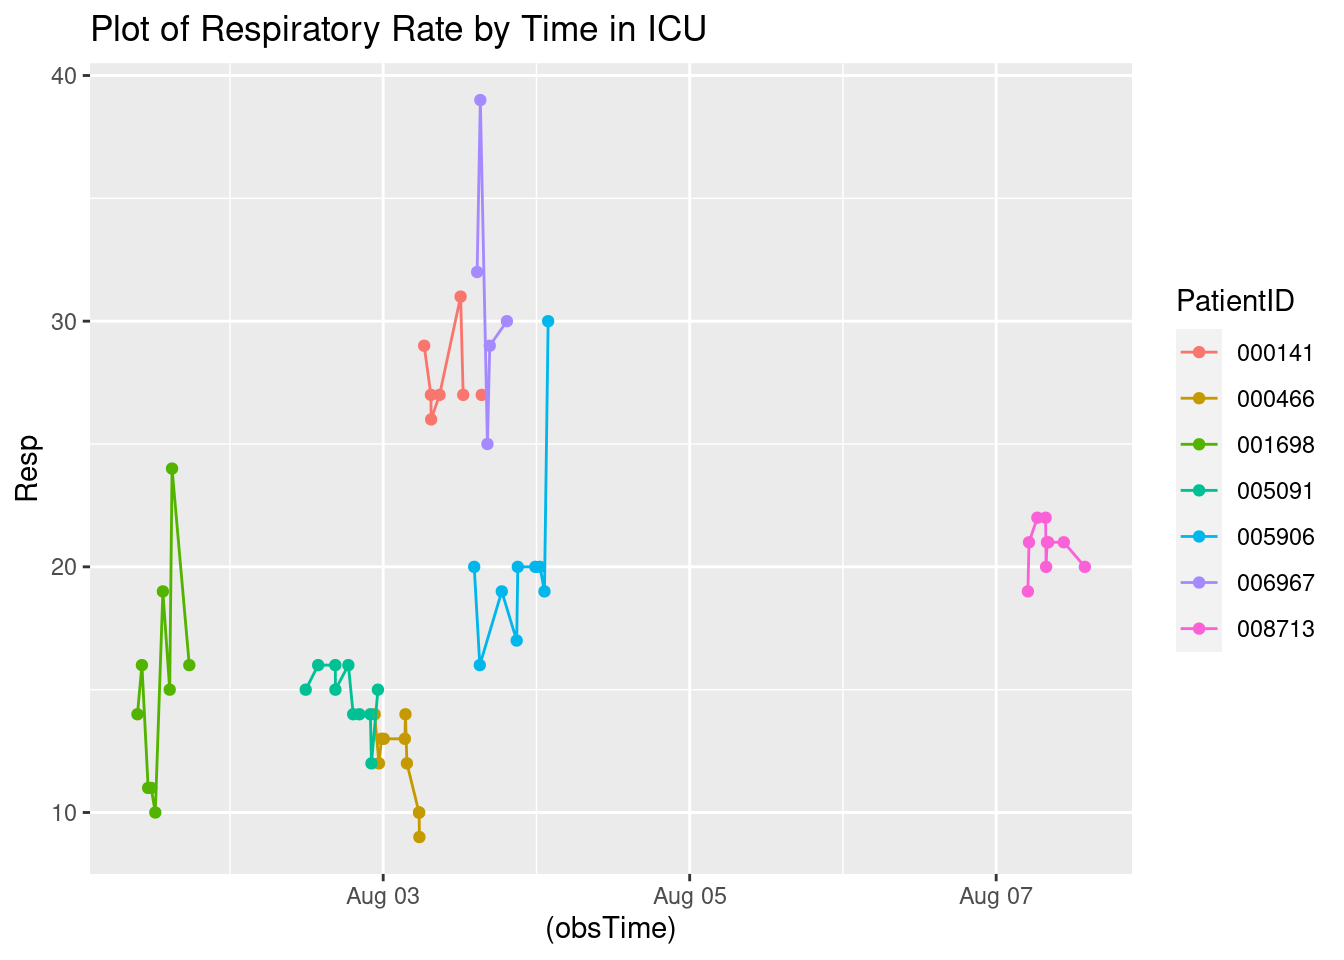 Plot of Respiratory Rate by Time in ICU
40
30
20
10
Resp
Aug 03
Aug 05
Aug 07
(obsTime)
PatientID
000141
000466
001698
005091
005906
006967
008713